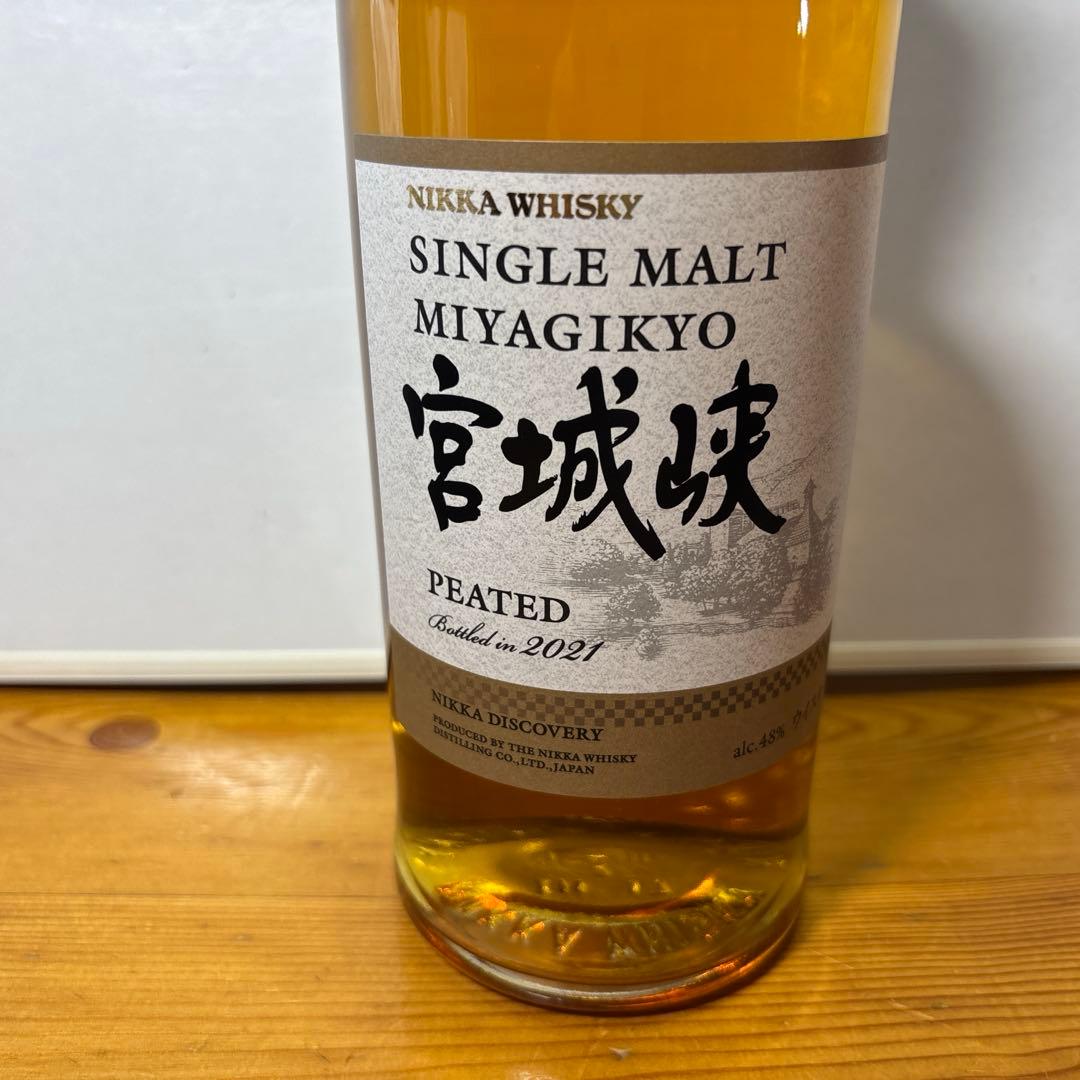 NIKKA WHISKY
SINGLE MALT
MIYAGIKYO
宮城峡
PEATED
Bottled in 2021
NIKKA DISCOVERY
PRODUCED BY THE NIKKA WHISKY
DISTILLING CO.,LTD.,JAPAN
alc.48%